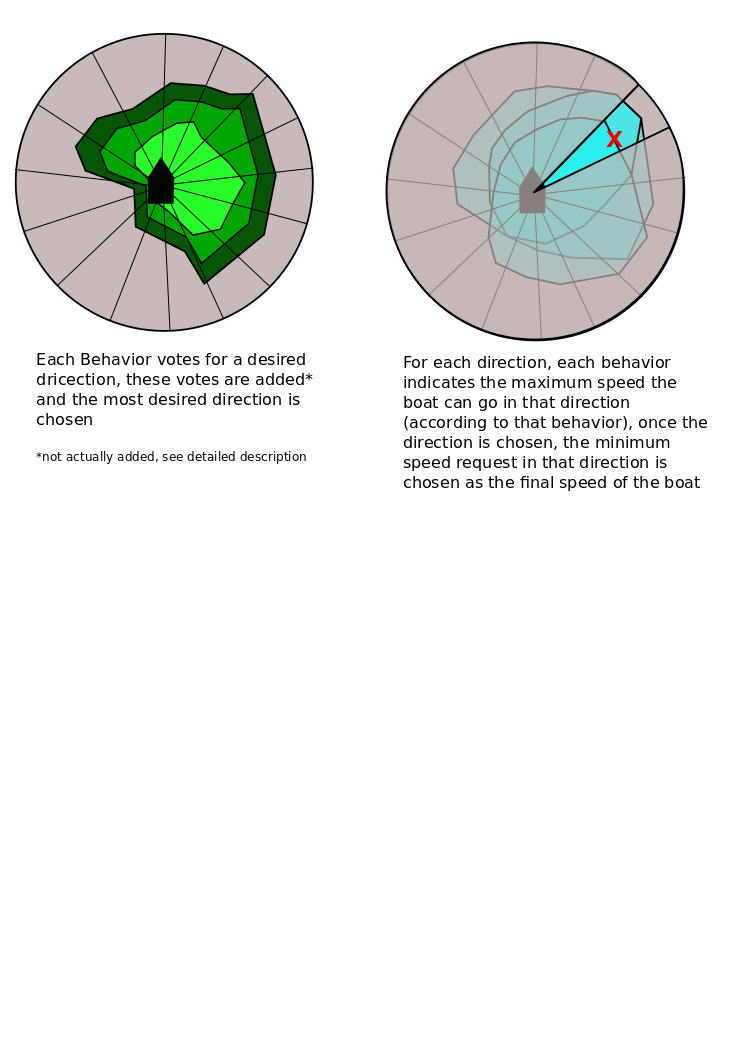 X
Each Behavior votes for a desired
dricection, these votes are added*
and the most desired direction is
chosen
*not actually added, see detailed description
For each direction, each behavior
indicates the maximum speed the
boat can go in that direction
(according to that behavior), once the
direction is chosen, the minimum
speed request in that direction is
chosen as the final speed of the boat